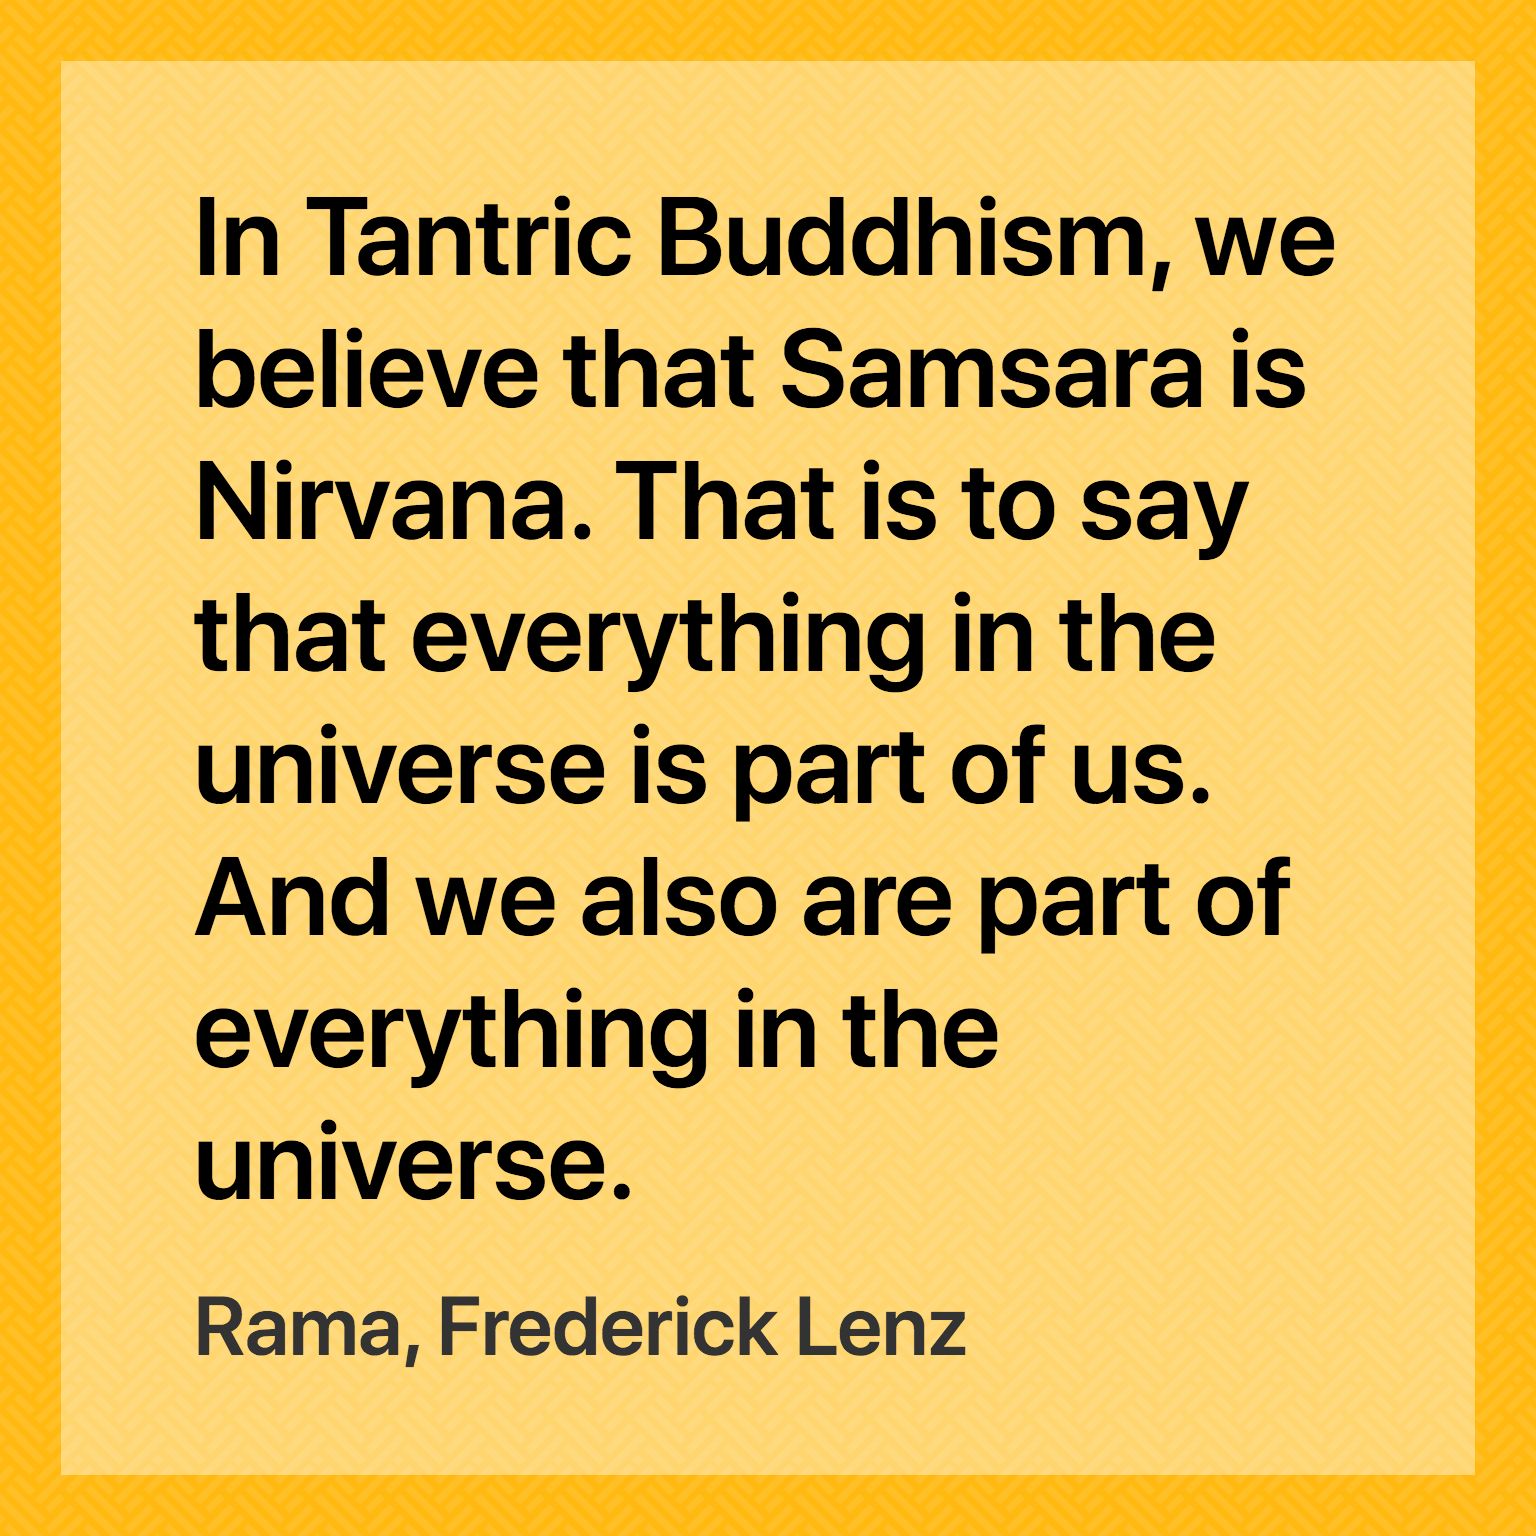 In Tantric Buddhism, we
believe that Samsara is
Nirvana. That is to say
that everything in the
universe is part of us.
And we also are part of
everything in the
universe.
Rama, Frederick Lenz